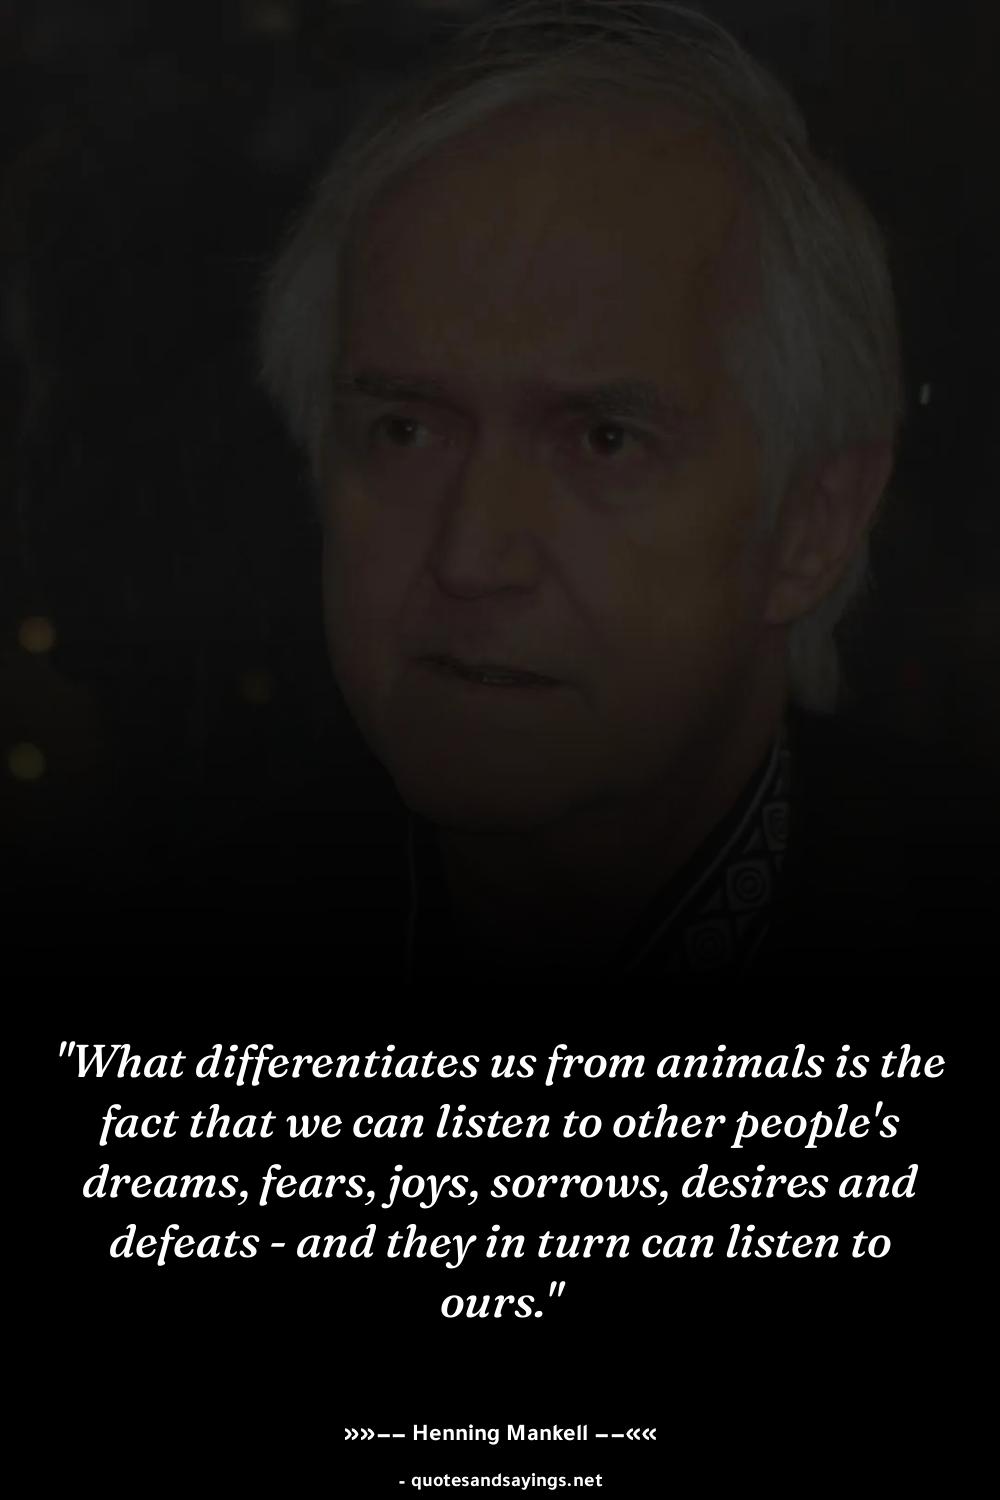 "What differentiates us from animals is the
fact that we can listen to other people's
dreams, fears, joys, sorrows, desires and
defeats - and they in turn can listen to
ours."
»»–– Henning Mankell ––««
- quotesandsayings.net